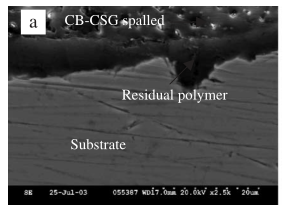 a
CB-CSG spalled
Residual polymer
Substrate
SE 25-Jul-03 055387 WD17.0mm 20.0kV x2.5k 20um